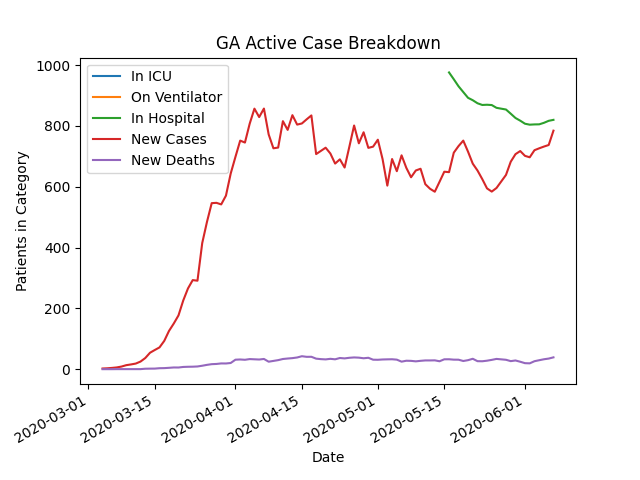 GA Active Case Breakdown
In ICU
On Ventilator
In Hospital
New Cases
New Deaths
Patients in Category
1000
800
600
400
200
0
2020-03-01
2020-03-15
2020-04-01
2020-04-15
2020-05-01
2020-05-15
2020-06-01
Date